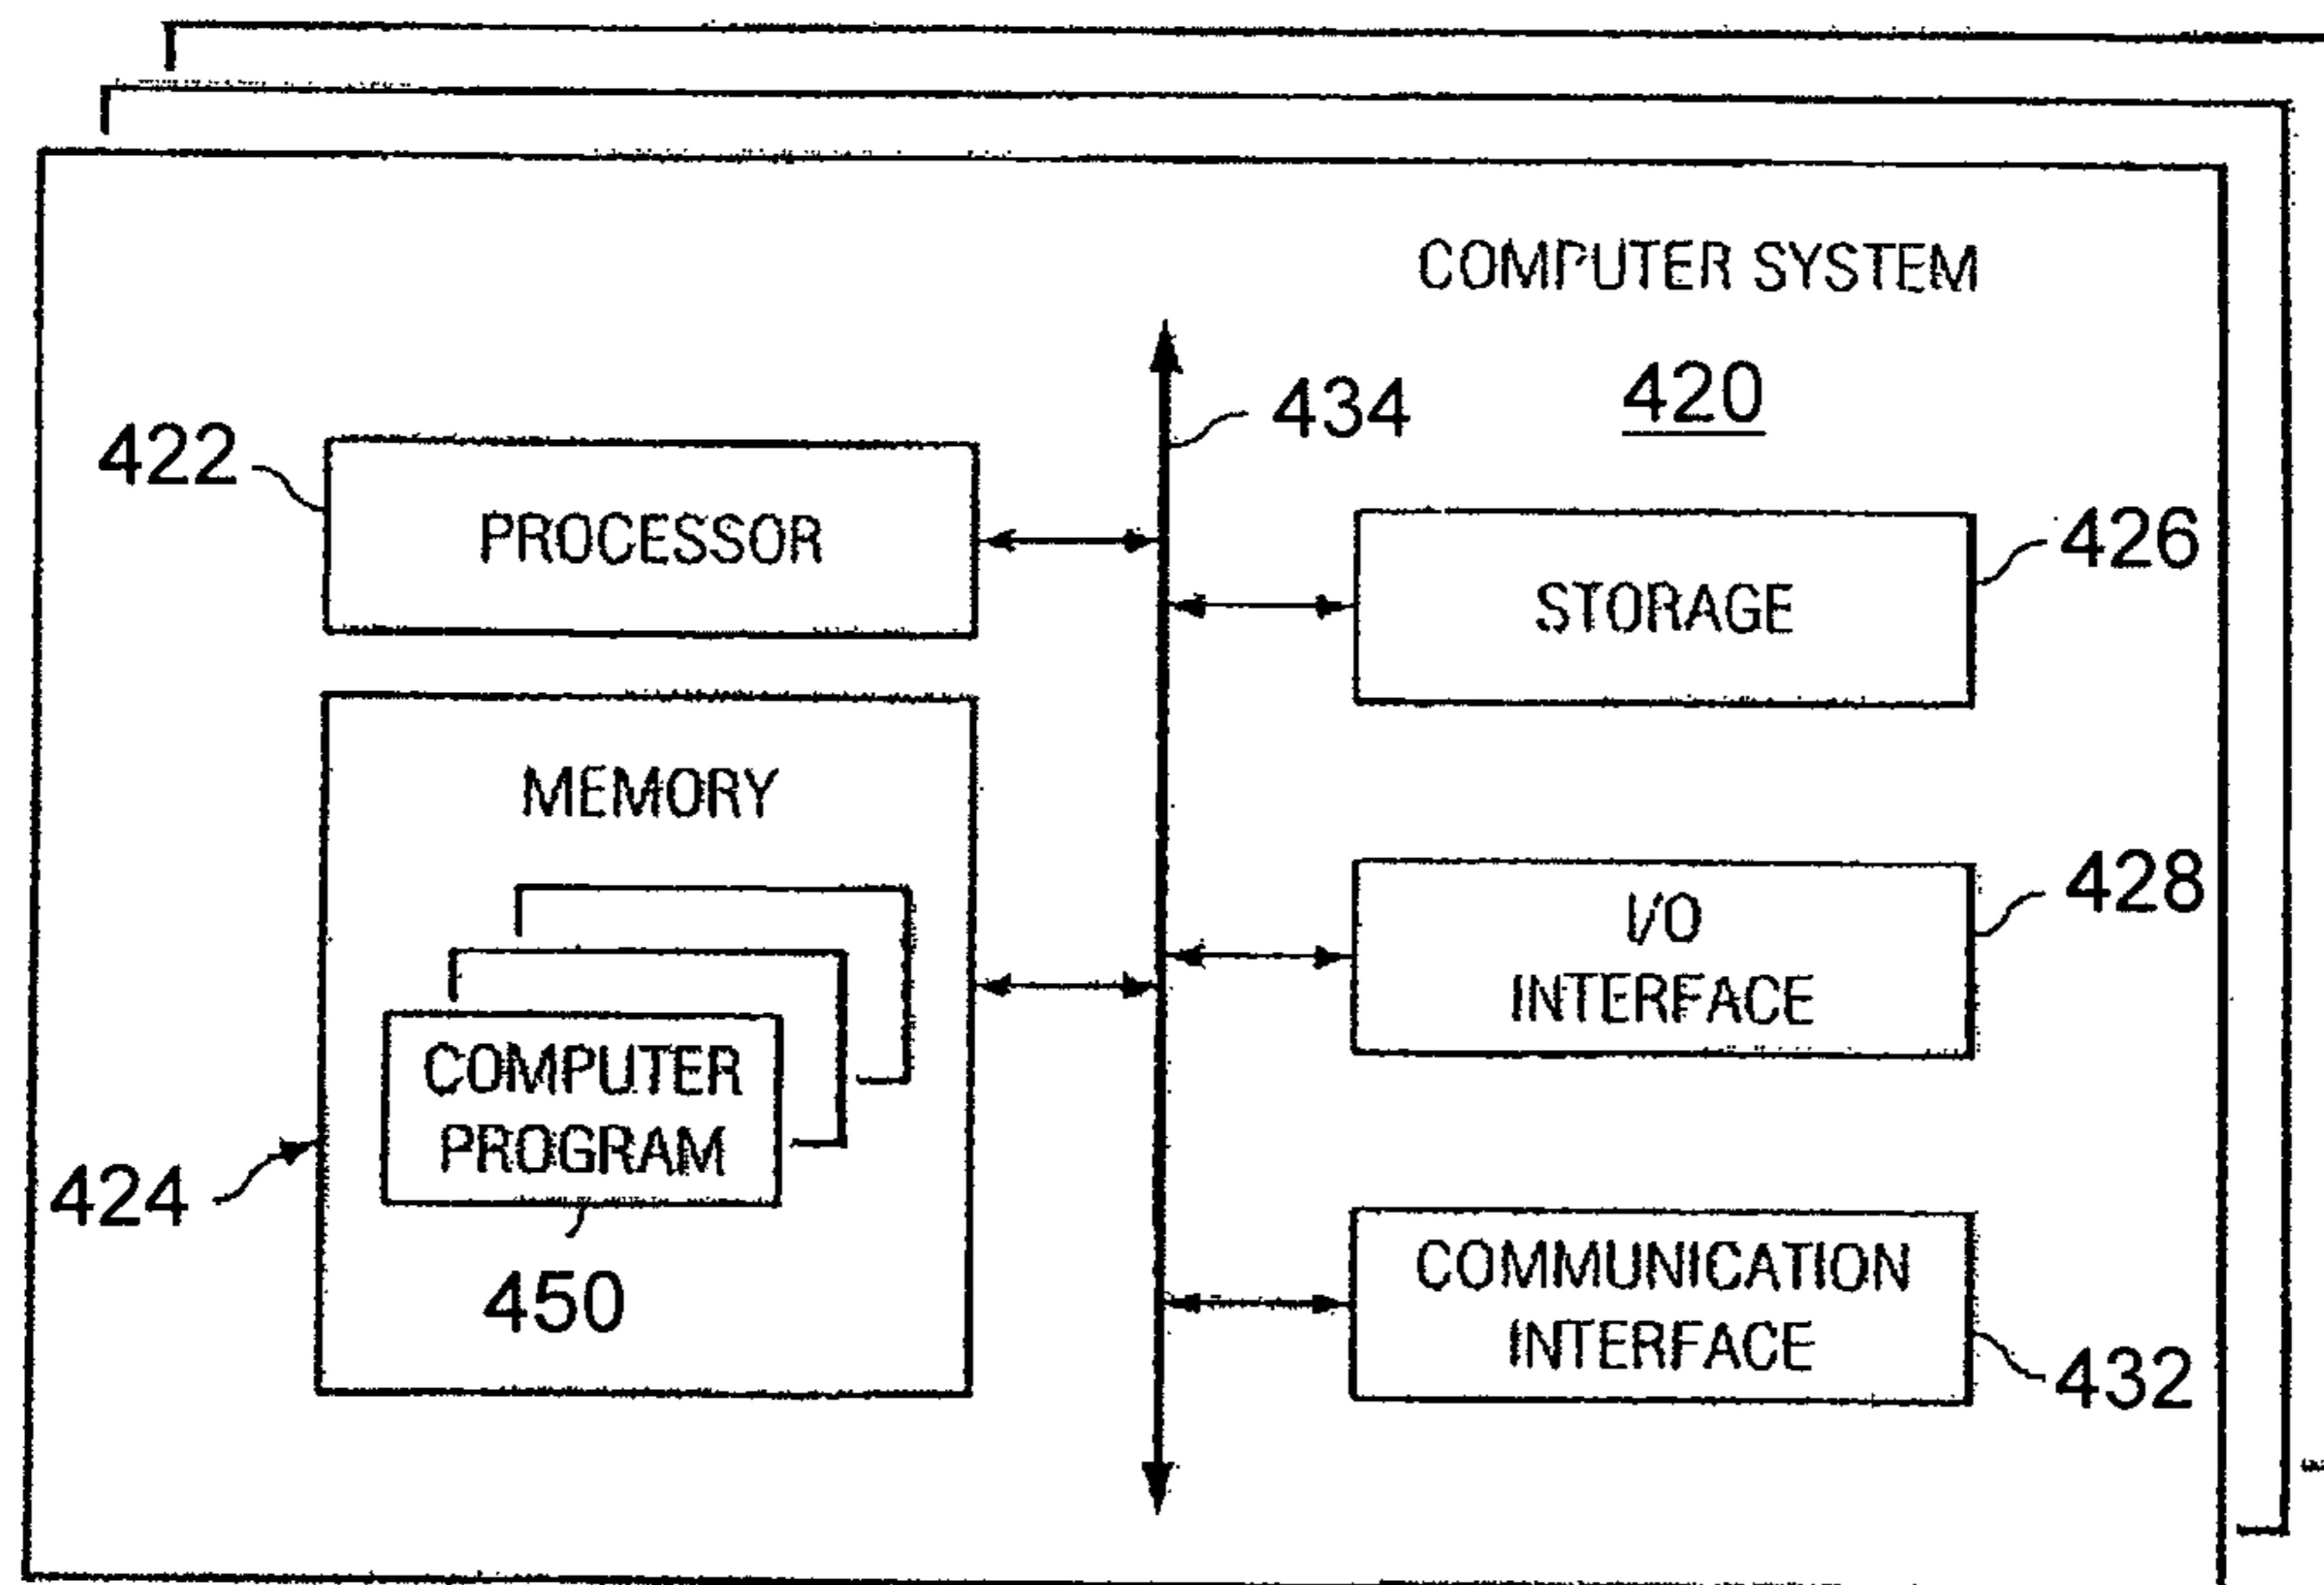 COMPUTER SYSTEM
420
434
422
PROCESSOR
426
STORAGE
MEMORY
428
I/O
INTERFACE
COMPUTER
PROGRAM
424
450
COMMUNICATION
INTERFACE
432